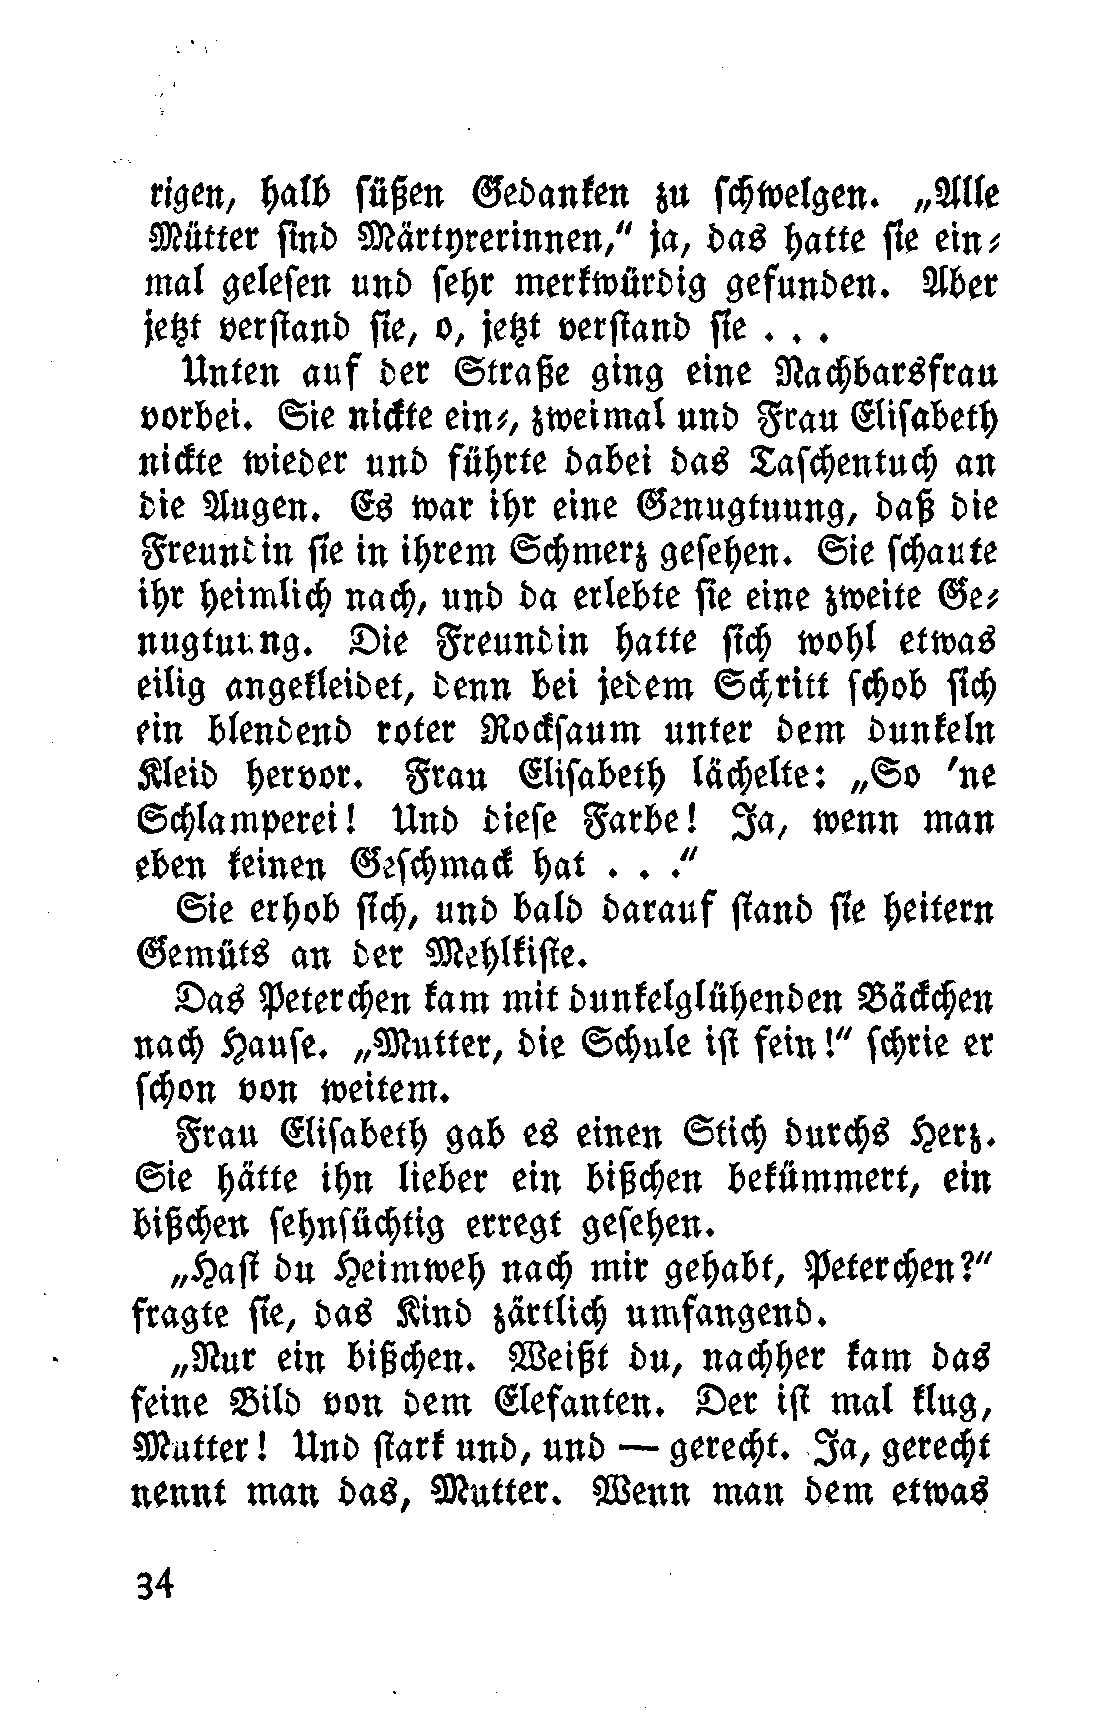 rigen, halb süßen Gedanken zu schwelgen. „Alle
Mütter sind Märtyrerinnen,“ ja, das hatte sie ein-
mal gelesen und sehr merkwürdig gefunden. Aber
jetzt verstand sie, o, jetzt verstand sie . . .
Unten auf der Straße ging eine Nachbarsfrau
vorbei. Sie nickte ein-, zweimal und Frau Elisabeth
nickte wieder und führte dabei das Taschentuch an
die Augen. Es war ihr eine Genugtuung, daß die
Freundin sie in ihrem Schmerz gesehen. Sie schaute
ihr heimlich nach, und da erlebte sie eine zweite Ge-
nugtuung. Die Freundin hatte sich wohl etwas
eilig angekleidet, denn bei jedem Schritt schob sich
ein blendend roter Rocksaum unter dem dunkeln
Kleid hervor. Frau Elisabeth lächelte: „So 'ne
Schlamperei! Und diese Farbe! Ja, wenn man
eben keinen Geschmack hat . . .“
Sie erhob sich, und bald darauf stand sie heitern
Gemüts an der Mehlkiste.
Das Peterchen kam mit dunkelglühenden Bäckchen
nach Hause. „Mutter, die Schule ist fein!“ schrie er
schon von weitem.
Frau Elisabeth gab es einen Stich durchs Herz.
Sie hätte ihn lieber ein bißchen bekümmert, ein
bißchen sehnsüchtig erregt gesehen.
„Hast du Heimweh nach mir gehabt, Peterchen?“
fragte sie, das Kind zärtlich umfangend.
„Nur ein bißchen. Weißt du, nachher kam das
feine Bild von dem Elefanten. Der ist mal klug,
Mutter! Und stark und, und — gerecht. Ja, gerecht
nennt man das, Mutter. Wenn man dem etwas
34